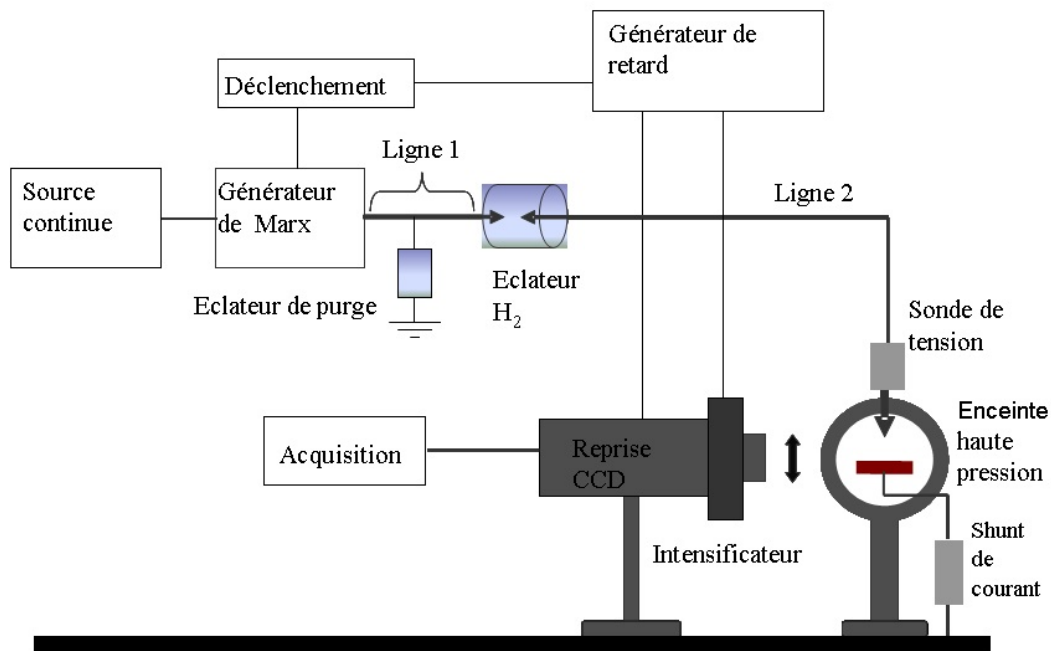 Générateur de
retard
Déclenchement
Ligne 1
Source
continue
Générateur
de Marx
Ligne 2
Eclateur de purge
Eclateur
H2
Sonde de
tension
Enceinte
haute
pression
Acquisition
Reprise
CCD
Intensificateur
Shunt
de
courant